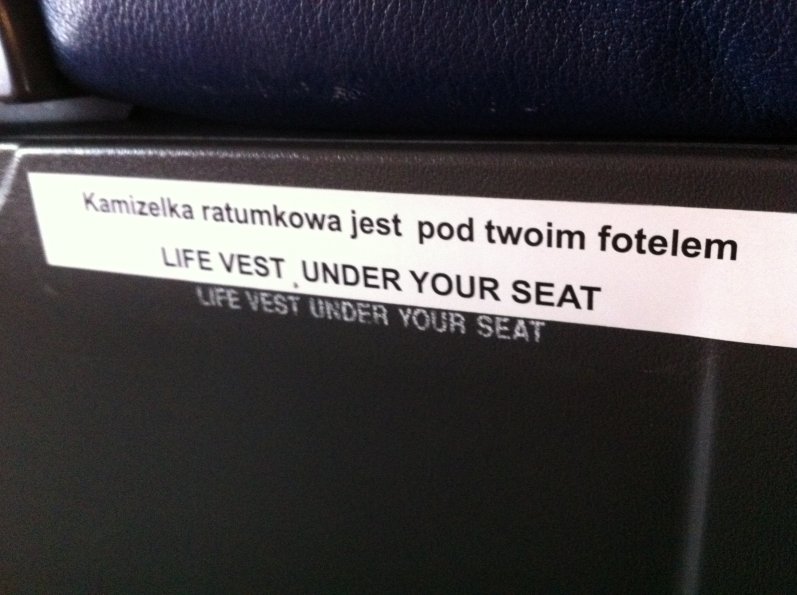 Kamizelka ratumkowa jest pod twoim fotelem
LIFE VEST UNDER YOUR SEAT
LIFE VEST UNDER YOUR SEAT